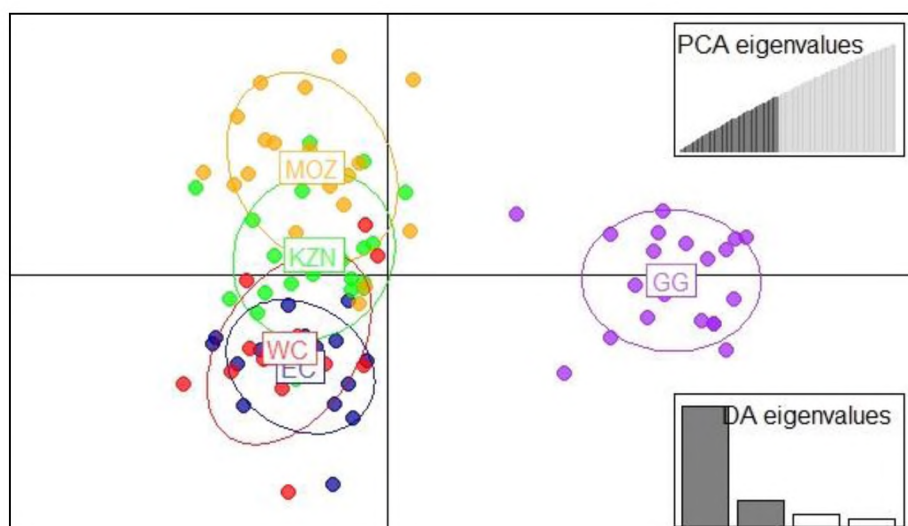 PCA eigenvalues
MOZ
KZN
GG
WC
EC
DA eigenvalues